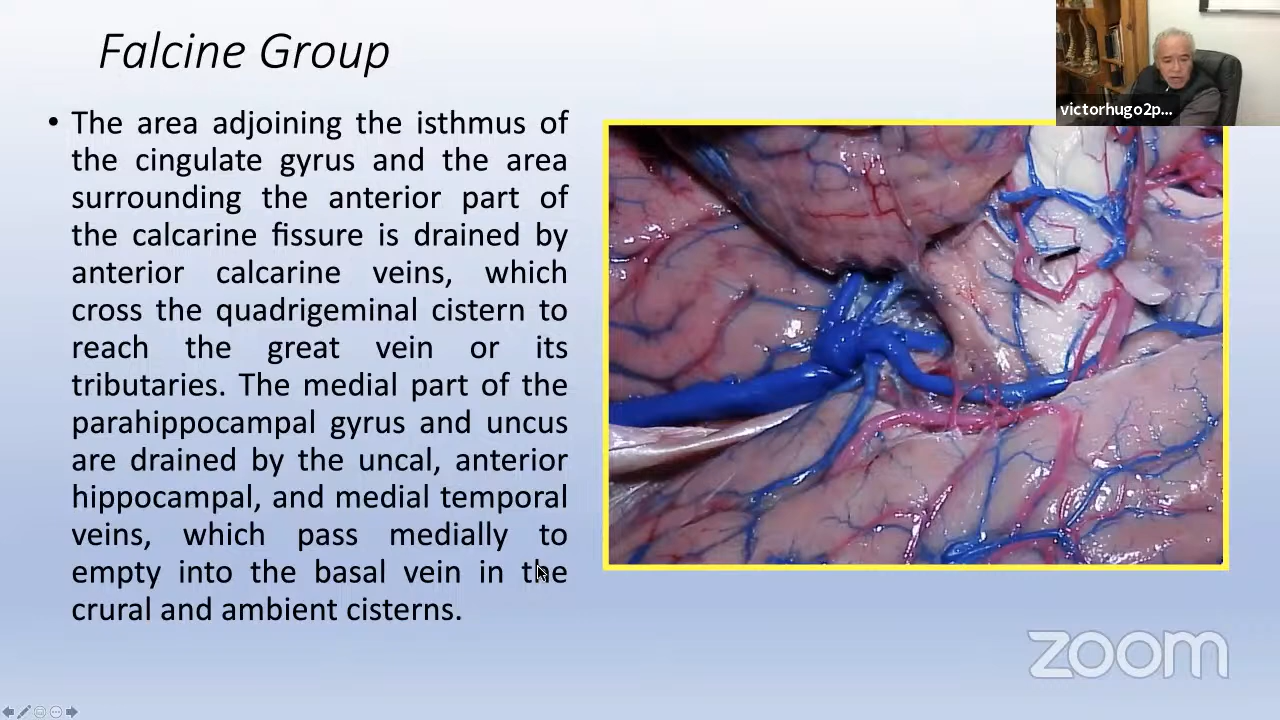 Falcine Group
victorhugo2p...
• The area adjoining the isthmus of
the cingulate gyrus and the area
surrounding the anterior part of
the calcarine fissure is drained by
anterior calcarine veins, which
cross the quadrigeminal cistern to
reach the great vein or its
tributaries. The medial part of the
parahippocampal gyrus and uncus
are drained by the uncal, anterior
hippocampal, and medial temporal
veins, which pass medially to
empty into the basal vein in the
crural and ambient cisterns.
zoom